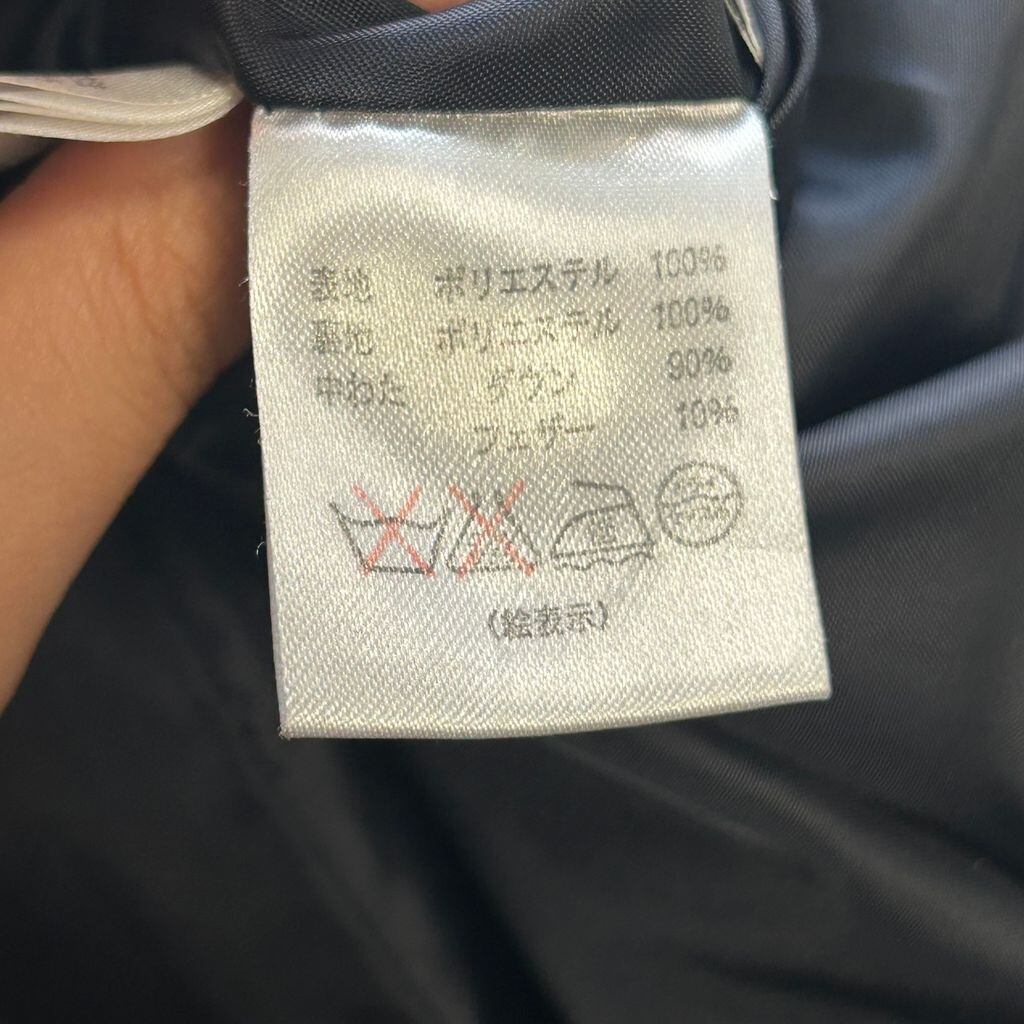 表地 ポリエステル 100%
裏地 ポリエステル 100%
中わた ダウン 90%
フェザー 10%
(絵表示)